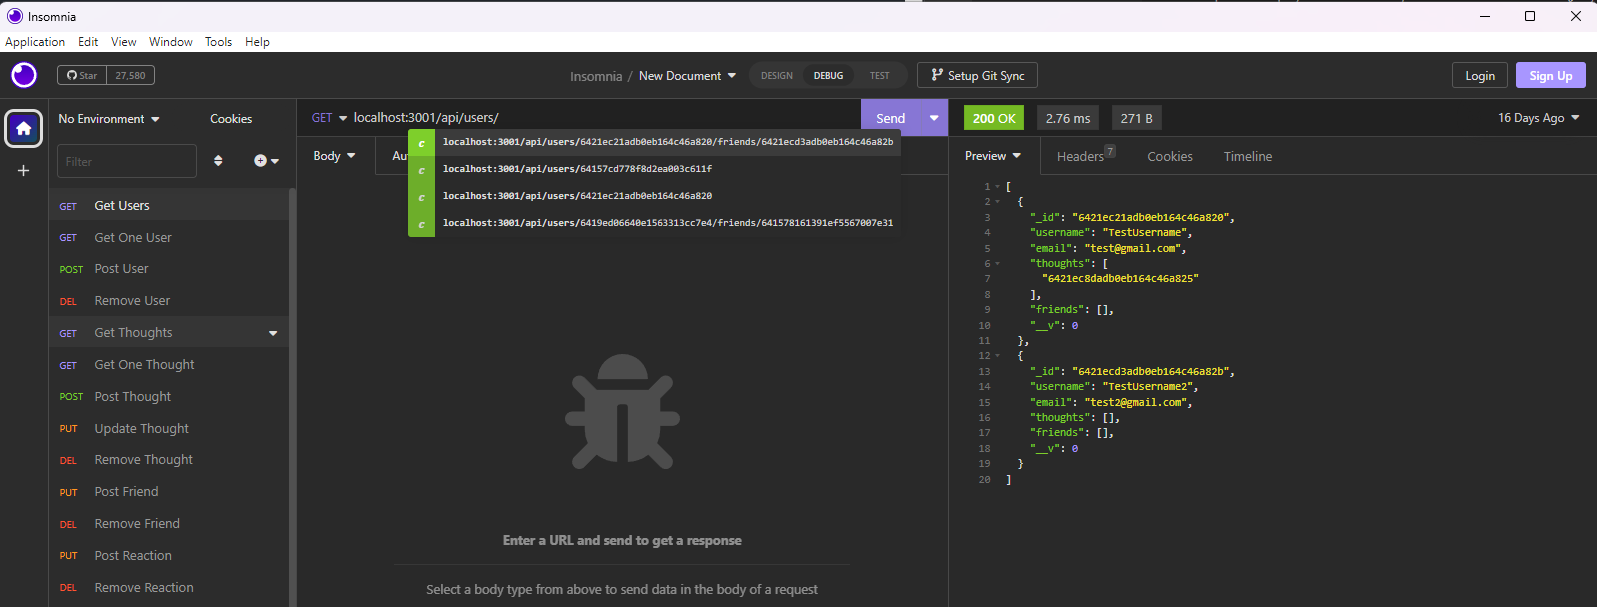 Insomnia
Application Edit View Window Tools Help
Star 27,580
Insomnia / New Document
DESIGN DEBUG TEST
Setup Git Sync
Login Sign Up
No Environment Cookies
Filter
GET Get Users
GET Get One User
POST Post User
DEL Remove User
GET Get Thoughts
GET Get One Thought
POST Post Thought
PUT Update Thought
DEL Remove Thought
PUT Post Friend
DEL Remove Friend
PUT Post Reaction
DEL Remove Reaction
GET localhost:3001/api/users/ Send
Body Au
c localhost:3001/api/users/6421ec21adb0eb164c46a820/friends/6421ecd3adb0eb164c46a82b
c localhost:3001/api/users/64157cd778f8d2ea003c611f
c localhost:3001/api/users/6421ec21adb0eb164c46a820
c localhost:3001/api/users/6419ed06640e1563313cc7e4/friends/641578161391ef5567007e31
Enter a URL and send to get a response
Select a body type from above to send data in the body of a request
200 OK 2.76 ms 271 B 16 Days Ago
Preview Headers 7 Cookies Timeline
1 [
2 {
3 "_id": "6421ec21adb0eb164c46a820",
4 "username": "TestUsername",
5 "email": "test@gmail.com",
6 "thoughts": [
7 "6421ec8dadb0eb164c46a825"
8 ],
9 "friends": [],
10 "__v": 0
11 },
12 {
13 "_id": "6421ecd3adb0eb164c46a82b",
14 "username": "TestUsername2",
15 "email": "test2@gmail.com",
16 "thoughts": [],
17 "friends": [],
18 "__v": 0
19 }
20 ]